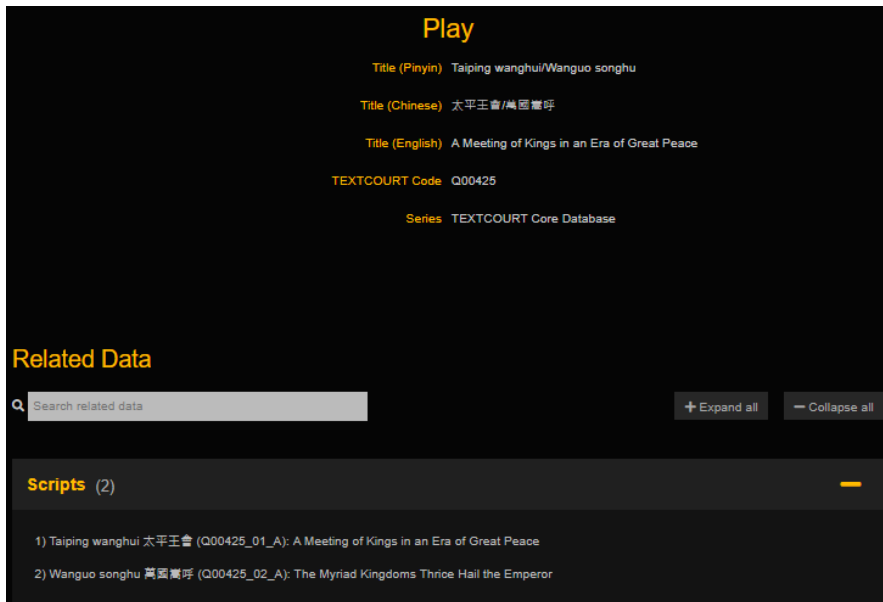 Play
Title (Pinyin) Taiping wanghui/Wanguo songhu
Title (Chinese) 太平王會/萬國嵩呼
Title (English) A Meeting of Kings in an Era of Great Peace
TEXTCOURT Code Q00425
Series TEXTCOURT Core Database
Related Data
Search related data
Expand all
Collapse all
Scripts (2)
1) Taiping wanghui 太平王會 (Q00425_01_A): A Meeting of Kings in an Era of Great Peace
2) Wanguo songhu 萬國嵩呼 (Q00425_02_A): The Myriad Kingdoms Thrice Hail the Emperor